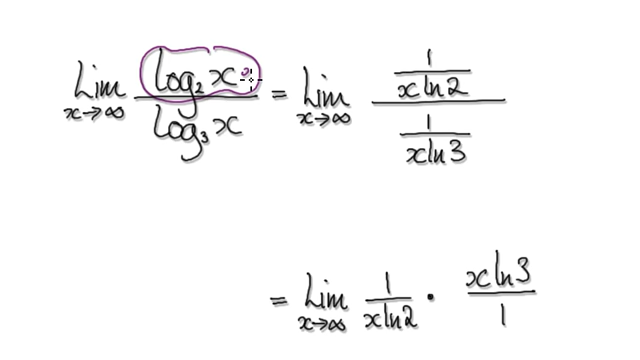 Lim x→∞ log₂x / log₃x = Lim x→∞ (1 / x ln2) / (1 / x ln3)
= Lim x→∞ 1 / x ln2 · x ln3 / 1